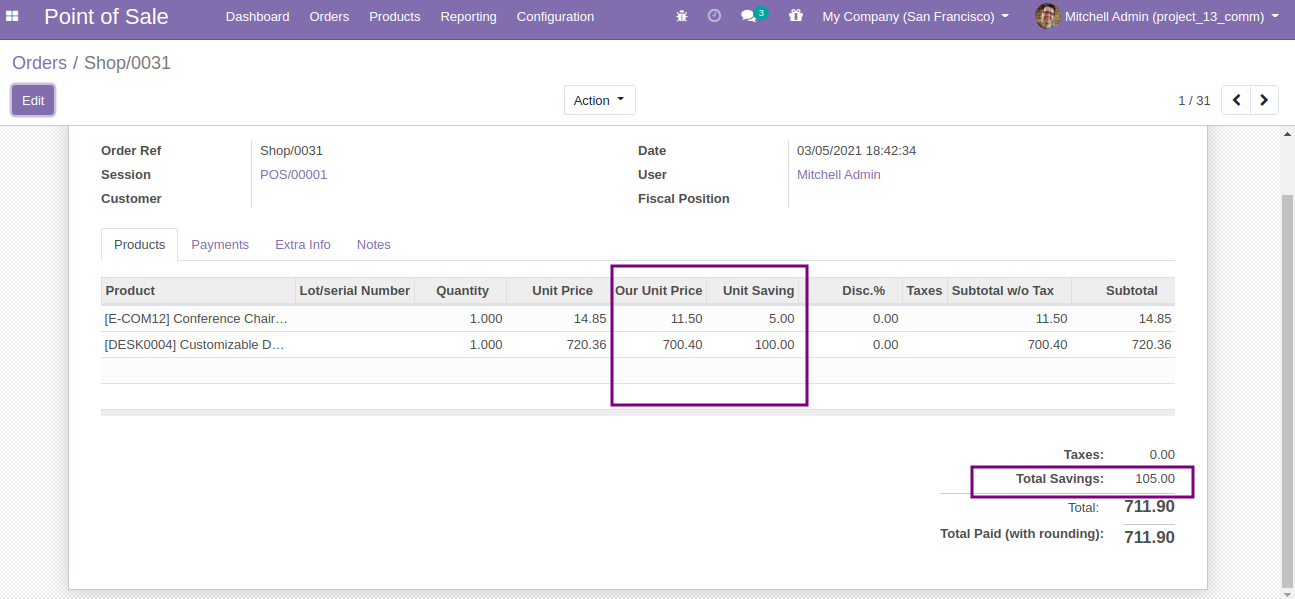 Point of Sale Dashboard Orders Products Reporting Configuration 3 My Company (San Francisco) Mitchell Admin (project_13_comm)
Orders / Shop/0031
Edit Action 1 / 31
Order Ref Shop/0031 Date 03/05/2021 18:42:34
Session POS/00001 User Mitchell Admin
Customer Fiscal Position
Products Payments Extra Info Notes
Product Lot/serial Number Quantity Unit Price Our Unit Price Unit Saving Disc.% Taxes Subtotal w/o Tax Subtotal
[E-COM12] Conference Chair… 1.000 14.85 11.50 5.00 0.00 11.50 14.85
[DESK0004] Customizable D… 1.000 720.36 700.40 100.00 0.00 700.40 720.36
Taxes: 0.00
Total Savings: 105.00
Total: 711.90
Total Paid (with rounding): 711.90